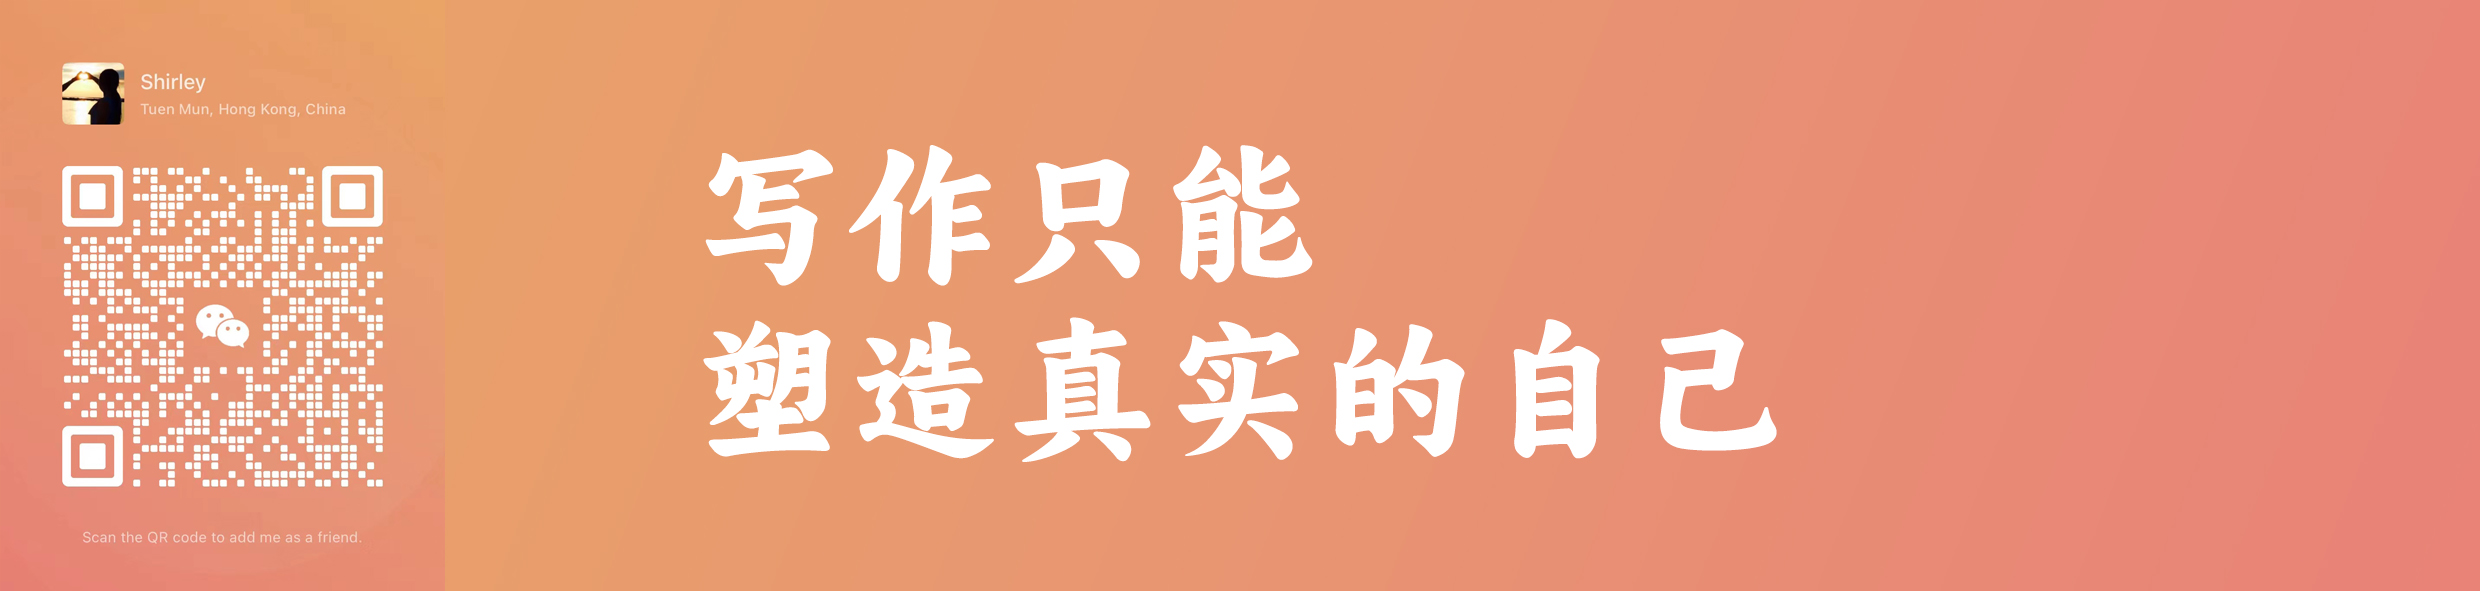 Shirley
Tuen Mun, Hong Kong, China
Scan the QR code to add me as a friend.
写作只能
塑造真实的自己